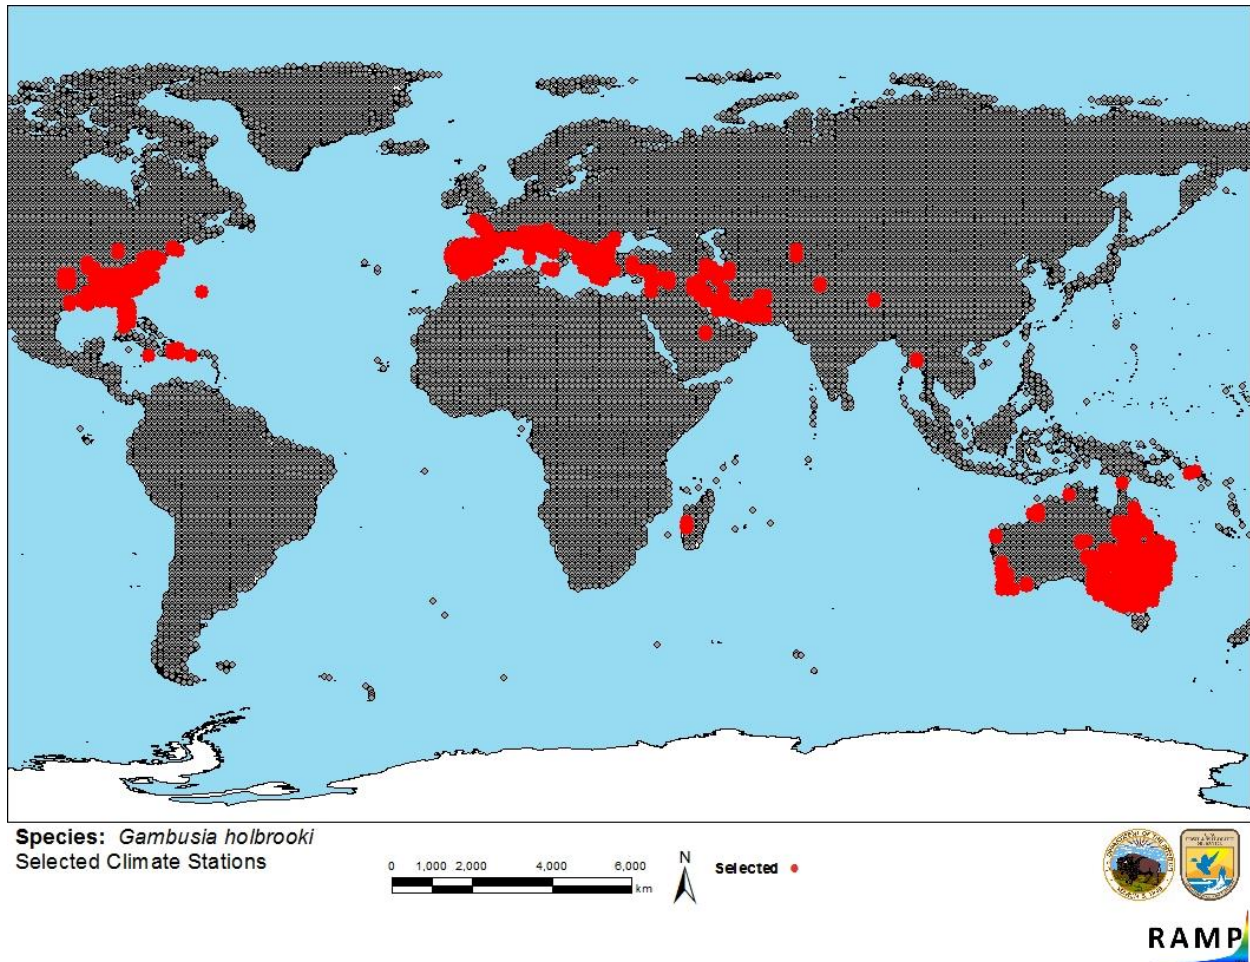 Species: Gambusia holbrooki
Selected Climate Stations
0 1,000 2,000 4,000 6,000
km
N
Selected
RAMP